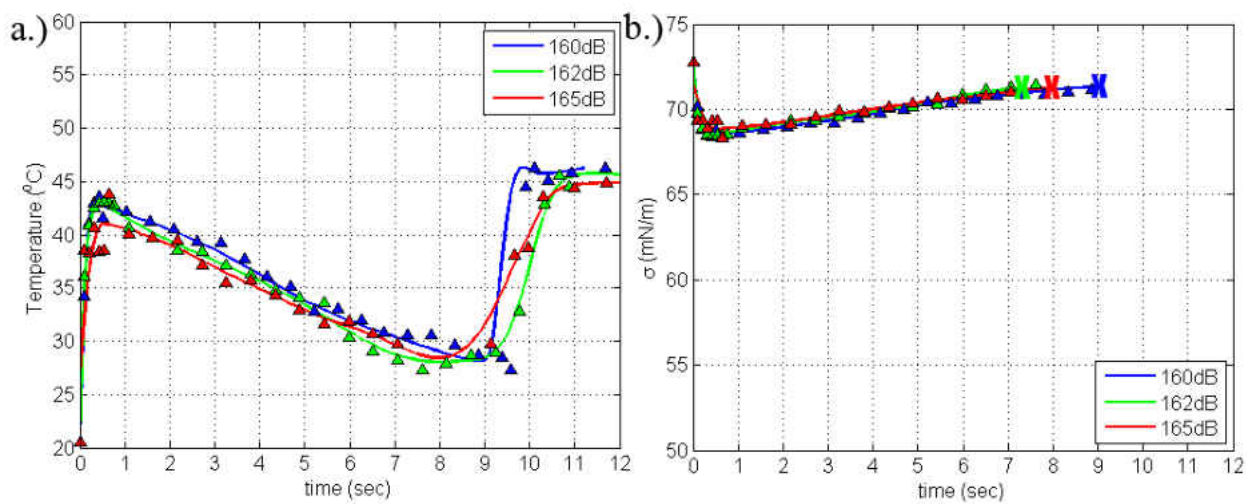 a.)
60
55
50
45
40
35
30
25
20
Temperature (⁰C)
0 1 2 3 4 5 6 7 8 9 10 11 12
time (sec)
160dB
162dB
165dB
b.)
75
70
65
60
55
50
σ (mN/m)
1 2 3 4 5 6 7 8 9 10 11 12
time (sec)
160dB
162dB
165dB